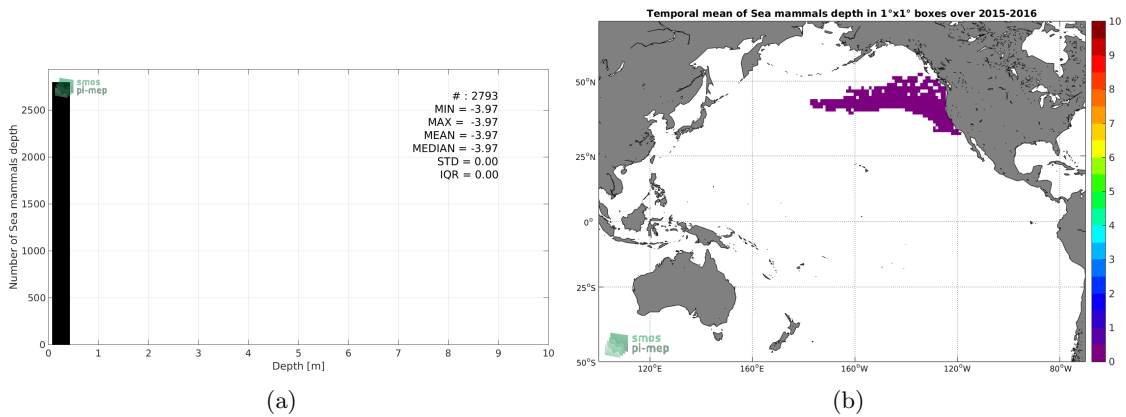 smos
pi-mep
# : 2793
MIN = -3.97
MAX = -3.97
MEAN = -3.97
MEDIAN = -3.97
STD = 0.00
IQR = 0.00
Number of Sea mammals depth
2500
2000
1500
1000
500
0
0 1 2 3 4 5 6 7 8 9 10
Depth [m]
(a)
Temporal mean of Sea mammals depth in 1°x1° boxes over 2015-2016
50°N
25°N
0°
25°S
50°S
120°E 160°E 160°W 120°W 80°W
smos
pi-mep
10
9
8
7
6
5
4
3
2
1
0
(b)